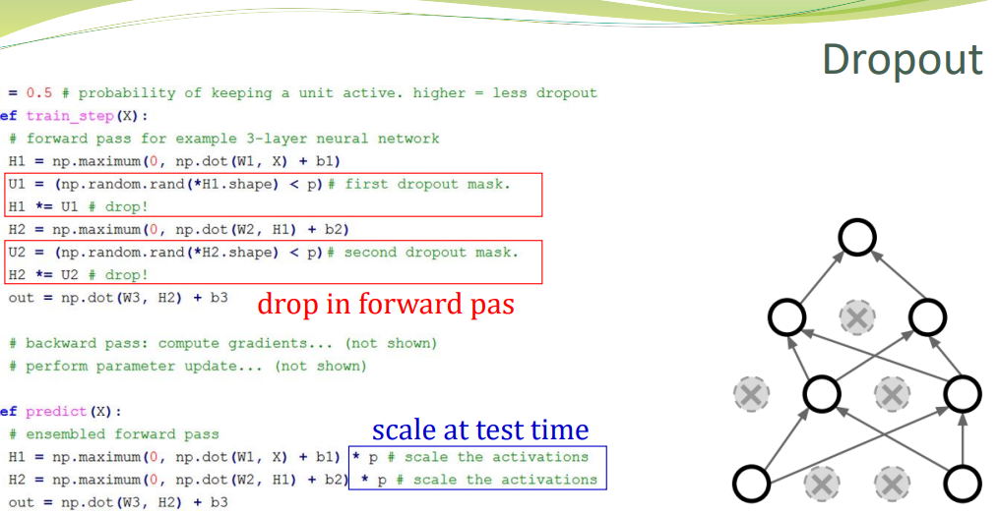 Dropout
= 0.5 # probability of keeping a unit active. higher = less dropout
ef train_step(X):
# forward pass for example 3-layer neural network
H1 = np.maximum(0, np.dot(W1, X) + b1)
U1 = (np.random.rand(*H1.shape) < p) # first dropout mask.
H1 *= U1 # drop!
H2 = np.maximum(0, np.dot(W2, H1) + b2)
U2 = (np.random.rand(*H2.shape) < p) # second dropout mask.
H2 *= U2 # drop!
out = np.dot(W3, H2) + b3
drop in forward pas
# backward pass: compute gradients... (not shown)
# perform parameter update... (not shown)
ef predict(X):
# ensembled forward pass
scale at test time
H1 = np.maximum(0, np.dot(W1, X) + b1) * p # scale the activations
H2 = np.maximum(0, np.dot(W2, H1) + b2) * p # scale the activations
out = np.dot(W3, H2) + b3